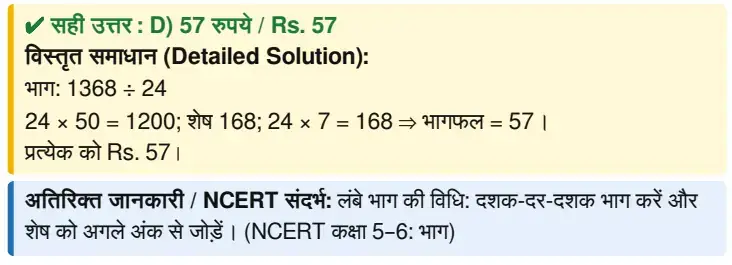 ✔ सही उत्तर : D) 57 रुपये / Rs. 57
विस्तृत समाधान (Detailed Solution):
भाग: 1368 ÷ 24
24 × 50 = 1200; शेष 168; 24 × 7 = 168 ⇒ भागफल = 57 ।
प्रत्येक को Rs. 57।
अतिरिक्त जानकारी / NCERT संदर्भ: लंबे भाग की विधि: दशक-दर-दशक भाग करें और
शेष को अगले अंक से जोड़ें । (NCERT कक्षा 5–6: भाग)